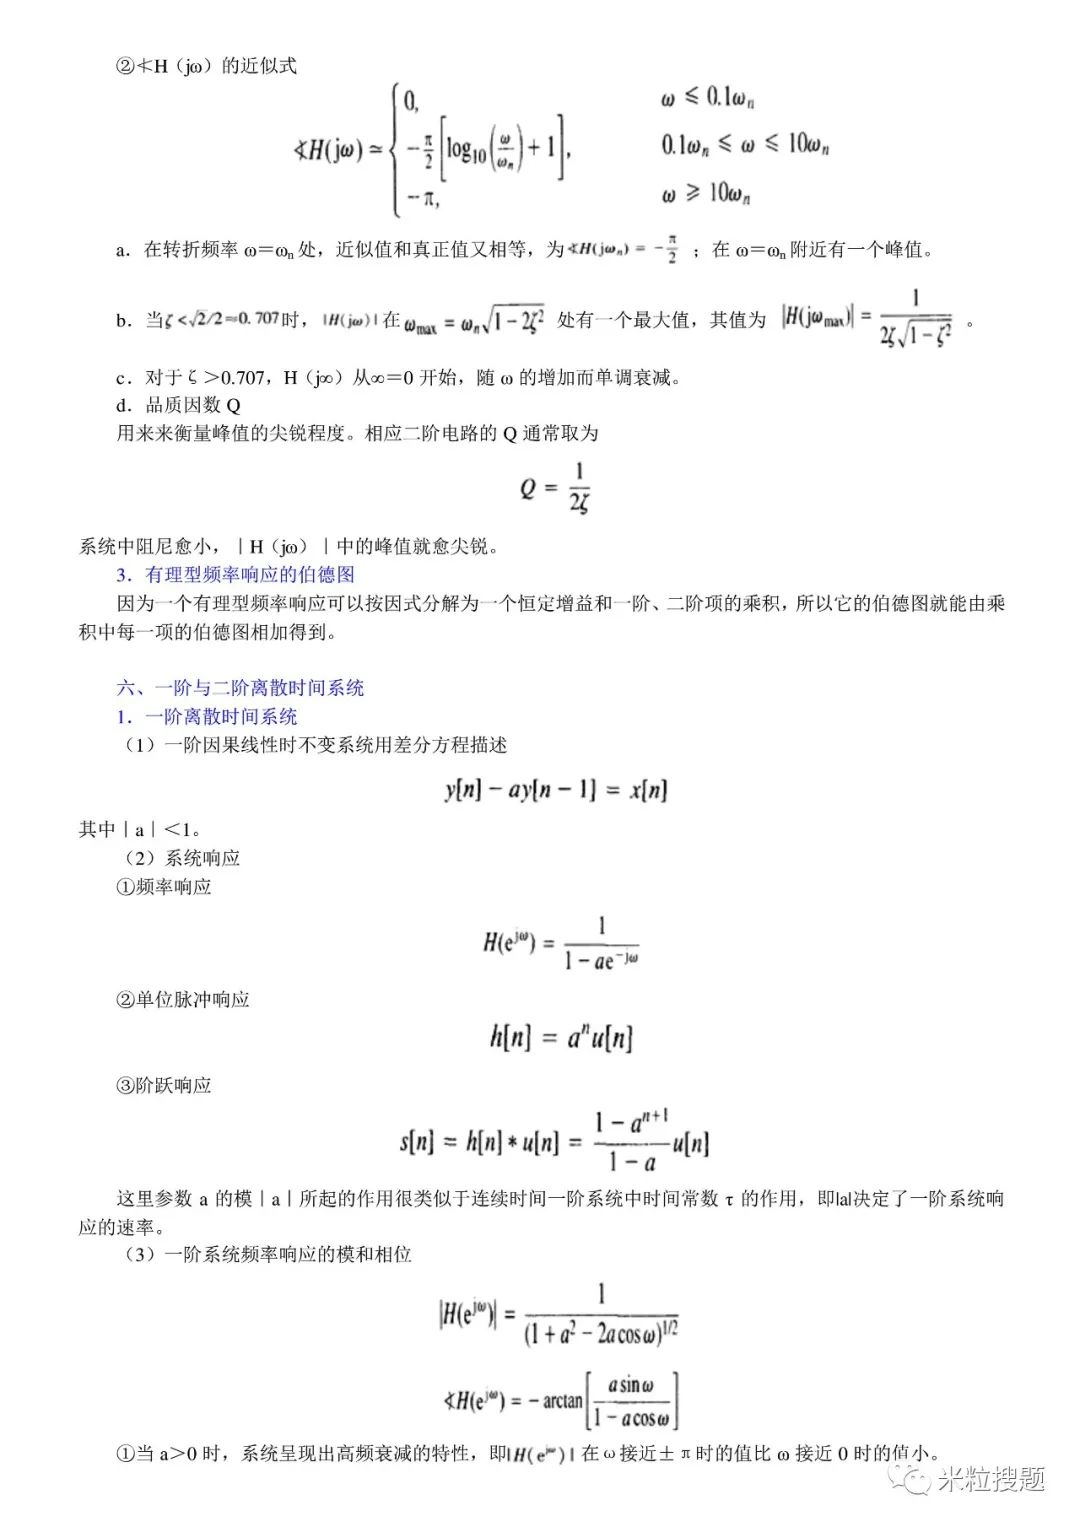 ②∢H（jω）的近似式
∢H(jω) ≃ { 0, ω ⩽ 0.1ωn
−π/2 [log10(ω/ωn) + 1], 0.1ωn ⩽ ω ⩽ 10ωn
−π, ω ⩾ 10ωn
a．在转折频率 ω＝ωn 处，近似值和真正值又相等，为∢H(jωn) = −π/2 ；在 ω＝ωn 附近有一个峰值。
b．当ζ<√2/2≈0.707时，|H(jω)|在 ωmax = ωn√(1−2ζ²) 处有一个最大值，其值为 |H(jωmax)| = 1/(2ζ√(1−ζ²)) 。
c．对于 ζ＞0.707，H（j∞）从∞＝0 开始，随 ω 的增加而单调衰减。
d．品质因数 Q
用来来衡量峰值的尖锐程度。相应二阶电路的 Q 通常取为
Q = 1/(2ζ)
系统中阻尼愈小，｜H（jω）｜中的峰值就愈尖锐。
3．有理型频率响应的伯德图
因为一个有理型频率响应可以按因式分解为一个恒定增益和一阶、二阶项的乘积，所以它的伯德图就能由乘
积中每一项的伯德图相加得到。
六、一阶与二阶离散时间系统
1．一阶离散时间系统
（1）一阶因果线性时不变系统用差分方程描述
y[n] − ay[n − 1] = x[n]
其中｜a｜＜1。
（2）系统响应
①频率响应
H(e^jω) = 1/(1 − ae^−jω)
②单位脉冲响应
h[n] = a^n u[n]
③阶跃响应
s[n] = h[n] * u[n] = (1 − a^(n+1))/(1 − a) u[n]
这里参数 a 的模｜a｜所起的作用很类似于连续时间一阶系统中时间常数 τ 的作用，即|a|决定了一阶系统响
应的速率。
（3）一阶系统频率响应的模和相位
|H(e^jω)| = 1/(1 + a² − 2a cos ω)^1/2
∢H(e^jω) = − arctan[a sin ω/(1 − a cos ω)]
①当 a＞0 时，系统呈现出高频衰减的特性，即|H(e^jω)| 在 ω接近± π时的值比 ω 接近 0 时的值小。
米粒搜题